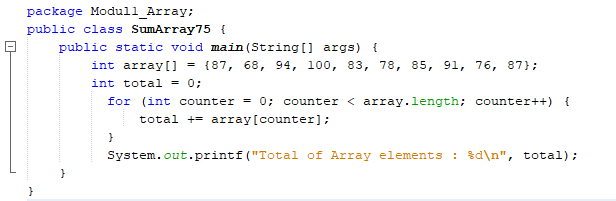 package Modul1_Array;
public class SumArray75 {
public static void main(String[] args) {
int array[] = {87, 68, 94, 100, 83, 78, 85, 91, 76, 87};
int total = 0;
for (int counter = 0; counter < array.length; counter++) {
total += array[counter];
}
System.out.printf("Total of Array elements : %d\n", total);
}
}